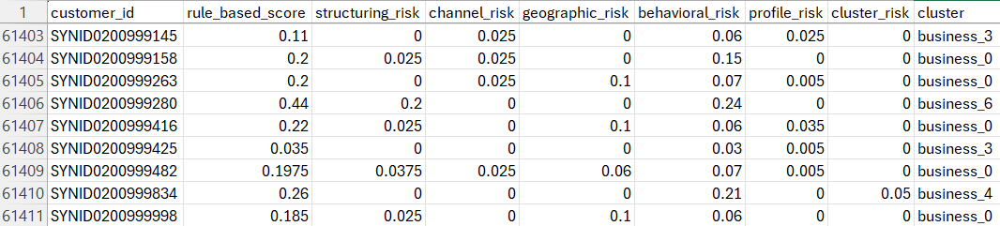 1 customer_id rule_based_score structuring_risk channel_risk geographic_risk behavioral_risk profile_risk cluster_risk cluster
61403 SYNID0200999145 0.11 0 0.025 0 0.06 0.025 0 business_3
61404 SYNID0200999158 0.2 0.025 0.025 0 0.15 0 0 business_0
61405 SYNID0200999263 0.2 0 0.025 0.1 0.07 0.005 0 business_0
61406 SYNID0200999280 0.44 0.2 0 0 0.24 0 0 business_6
61407 SYNID0200999416 0.22 0.025 0 0.1 0.06 0.035 0 business_0
61408 SYNID0200999425 0.035 0 0 0 0.03 0.005 0 business_3
61409 SYNID0200999482 0.1975 0.0375 0.025 0.06 0.07 0.005 0 business_0
61410 SYNID0200999834 0.26 0 0 0 0.21 0 0.05 business_4
61411 SYNID0200999998 0.185 0.025 0 0.1 0.06 0 0 business_0